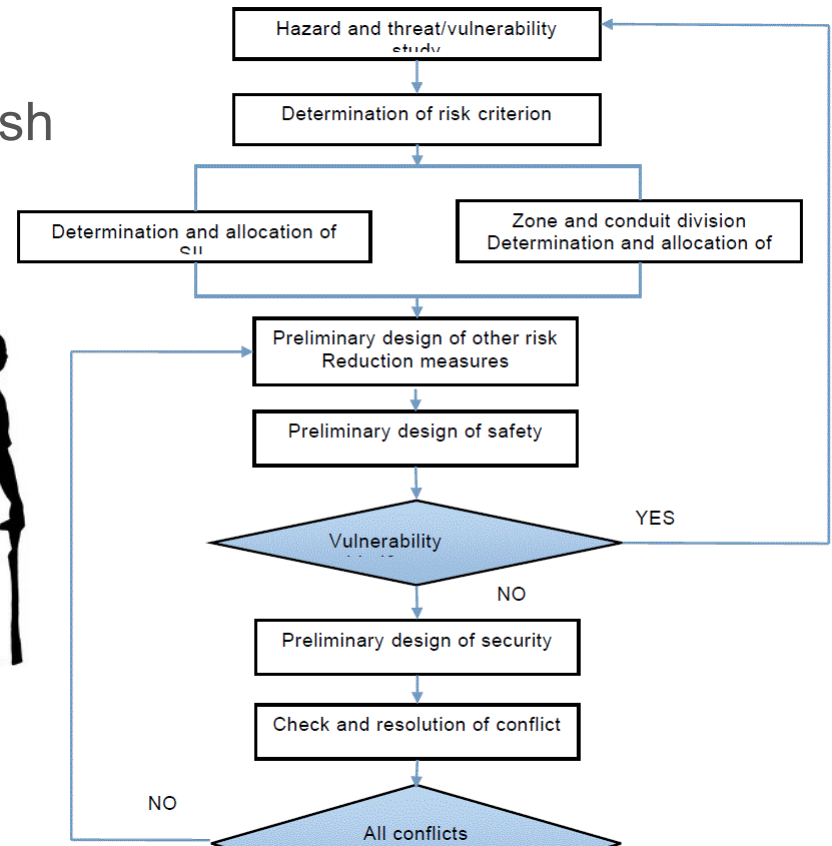 sh
Hazard and threat/vulnerability
study
Determination of risk criterion
Determination and allocation of
SIL
Zone and conduit division
Determination and allocation of
Preliminary design of other risk
Reduction measures
Preliminary design of safety
Vulnerability
YES
NO
Preliminary design of security
Check and resolution of conflict
NO
All conflicts